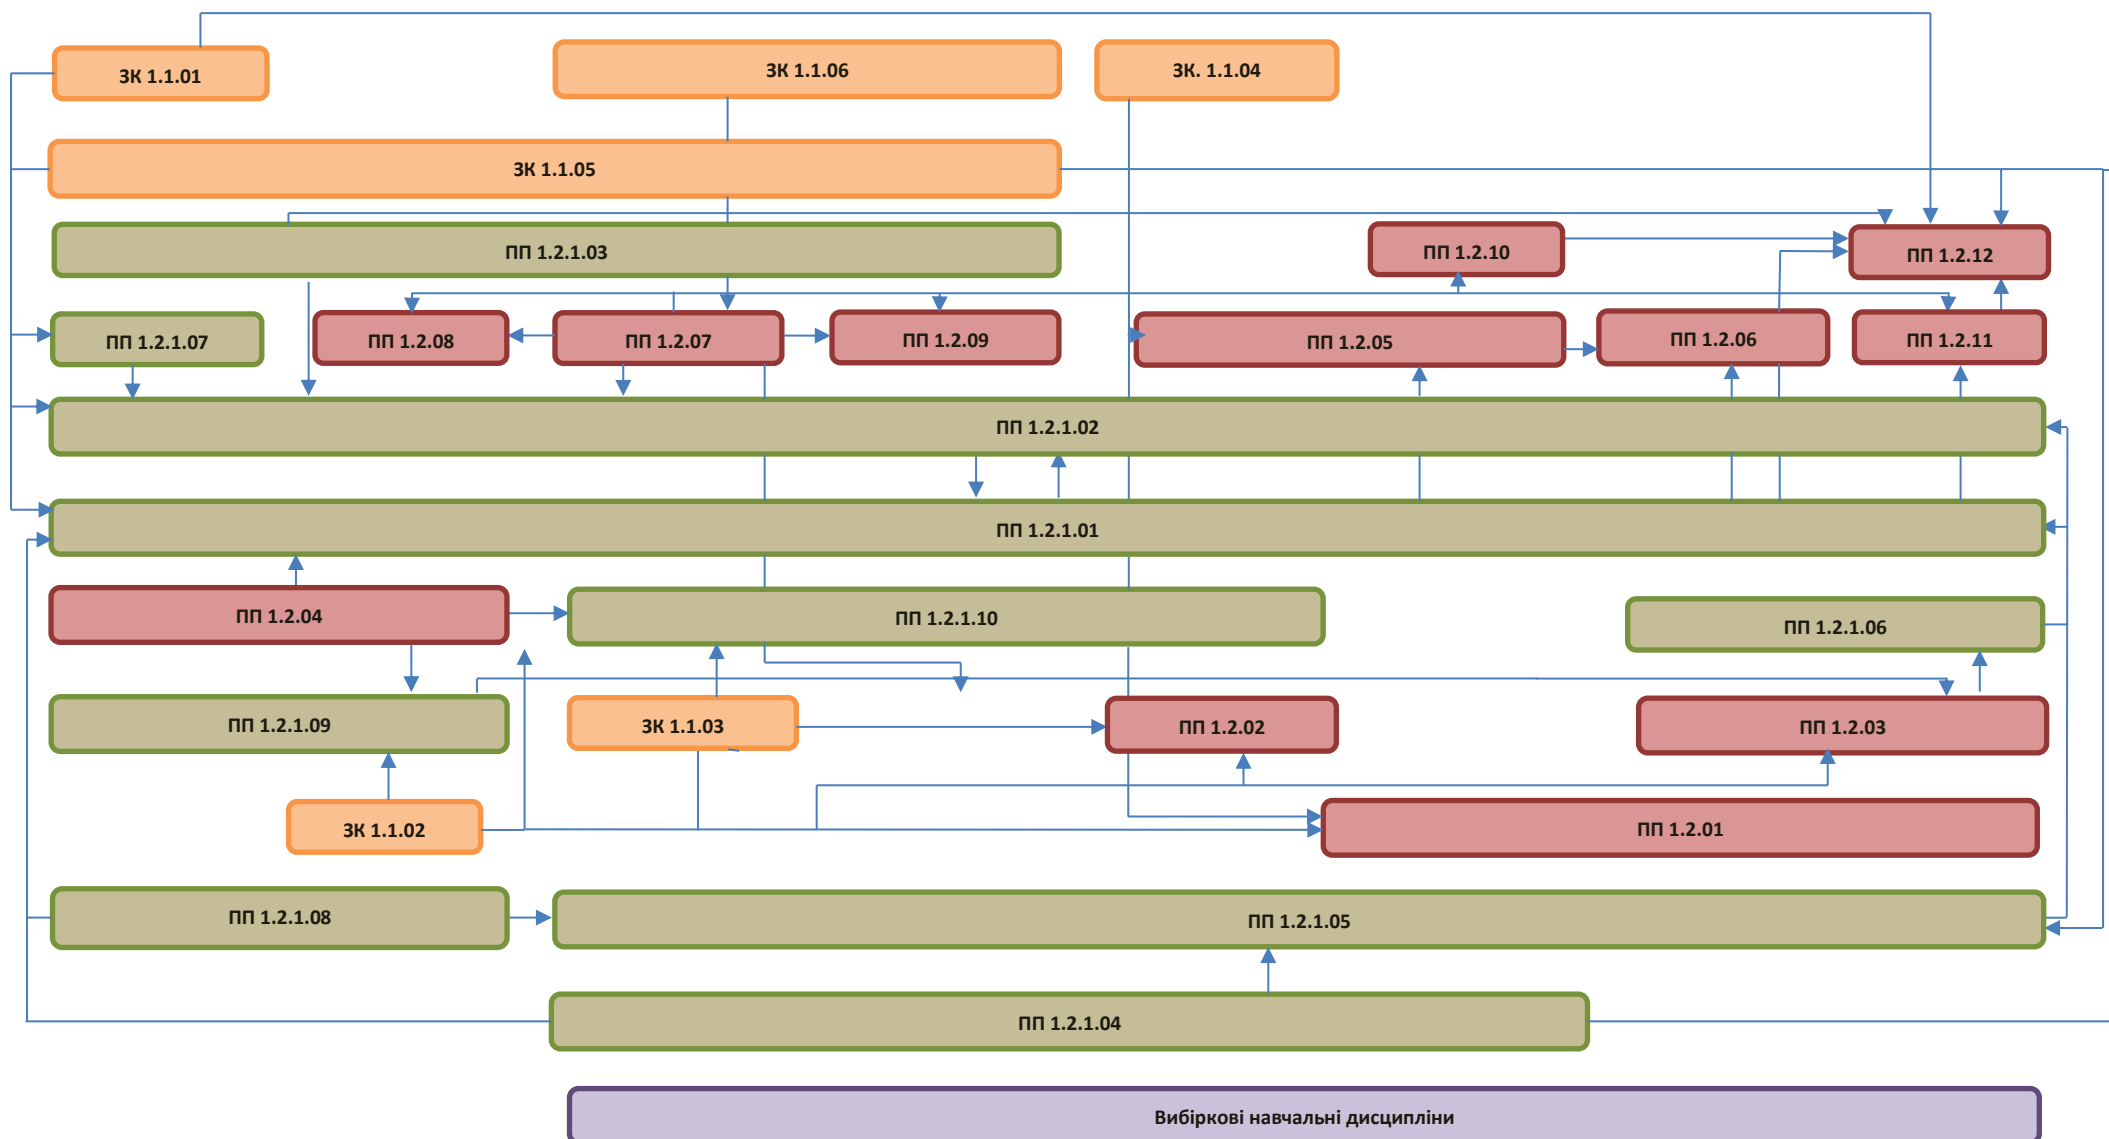 ЗК 1.1.01
ЗК 1.1.06
ЗК. 1.1.04
ЗК 1.1.05
ПП 1.2.1.03
ПП 1.2.10
ПП 1.2.12
ПП 1.2.1.07
ПП 1.2.08
ПП 1.2.07
ПП 1.2.09
ПП 1.2.05
ПП 1.2.06
ПП 1.2.11
ПП 1.2.1.02
ПП 1.2.1.01
ПП 1.2.04
ПП 1.2.1.10
ПП 1.2.1.06
ПП 1.2.1.09
ЗК 1.1.03
ПП 1.2.02
ПП 1.2.03
ЗК 1.1.02
ПП 1.2.01
ПП 1.2.1.08
ПП 1.2.1.05
ПП 1.2.1.04
Вибіркові навчальні дисципліни